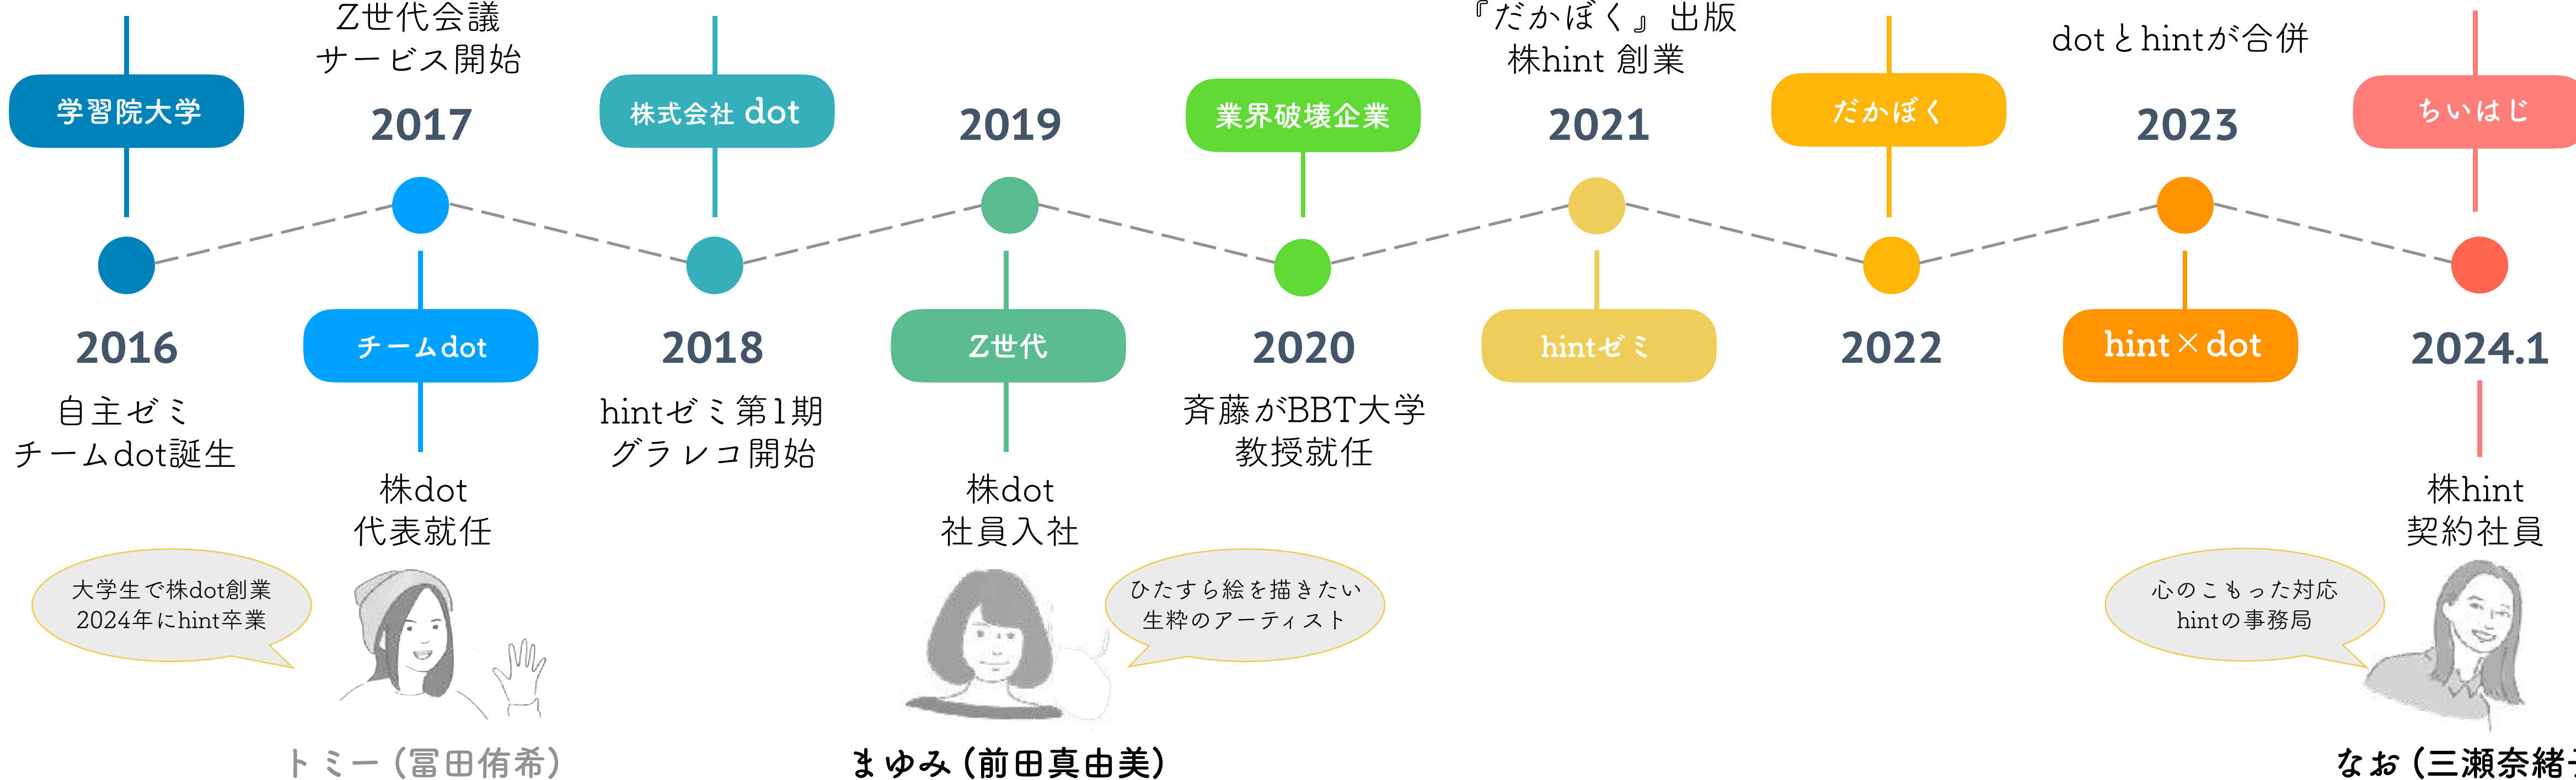 学習院大学
2016
自主ゼミ
チームdot誕生
Z世代会議
サービス開始
2017
チームdot
株dot
代表就任
大学生で株dot創業
2024年にhint卒業
トミー(冨田侑希)
株式会社 dot
2018
hintゼミ第1期
グラレコ開始
2019
Z世代
株dot
社員入社
ひたすら絵を描きたい
生粋のアーティスト
まゆみ(前田真由美)
業界破壊企業
2020
斉藤がBBT大学
教授就任
『だかぼく』出版
株hint 創業
2021
hintゼミ
だかぼく
2022
dotとhintが合併
2023
hint×dot
ちいはじ
2024.1
株hint
契約社員
心のこもった対応
hintの事務局
なお(三瀬奈緒